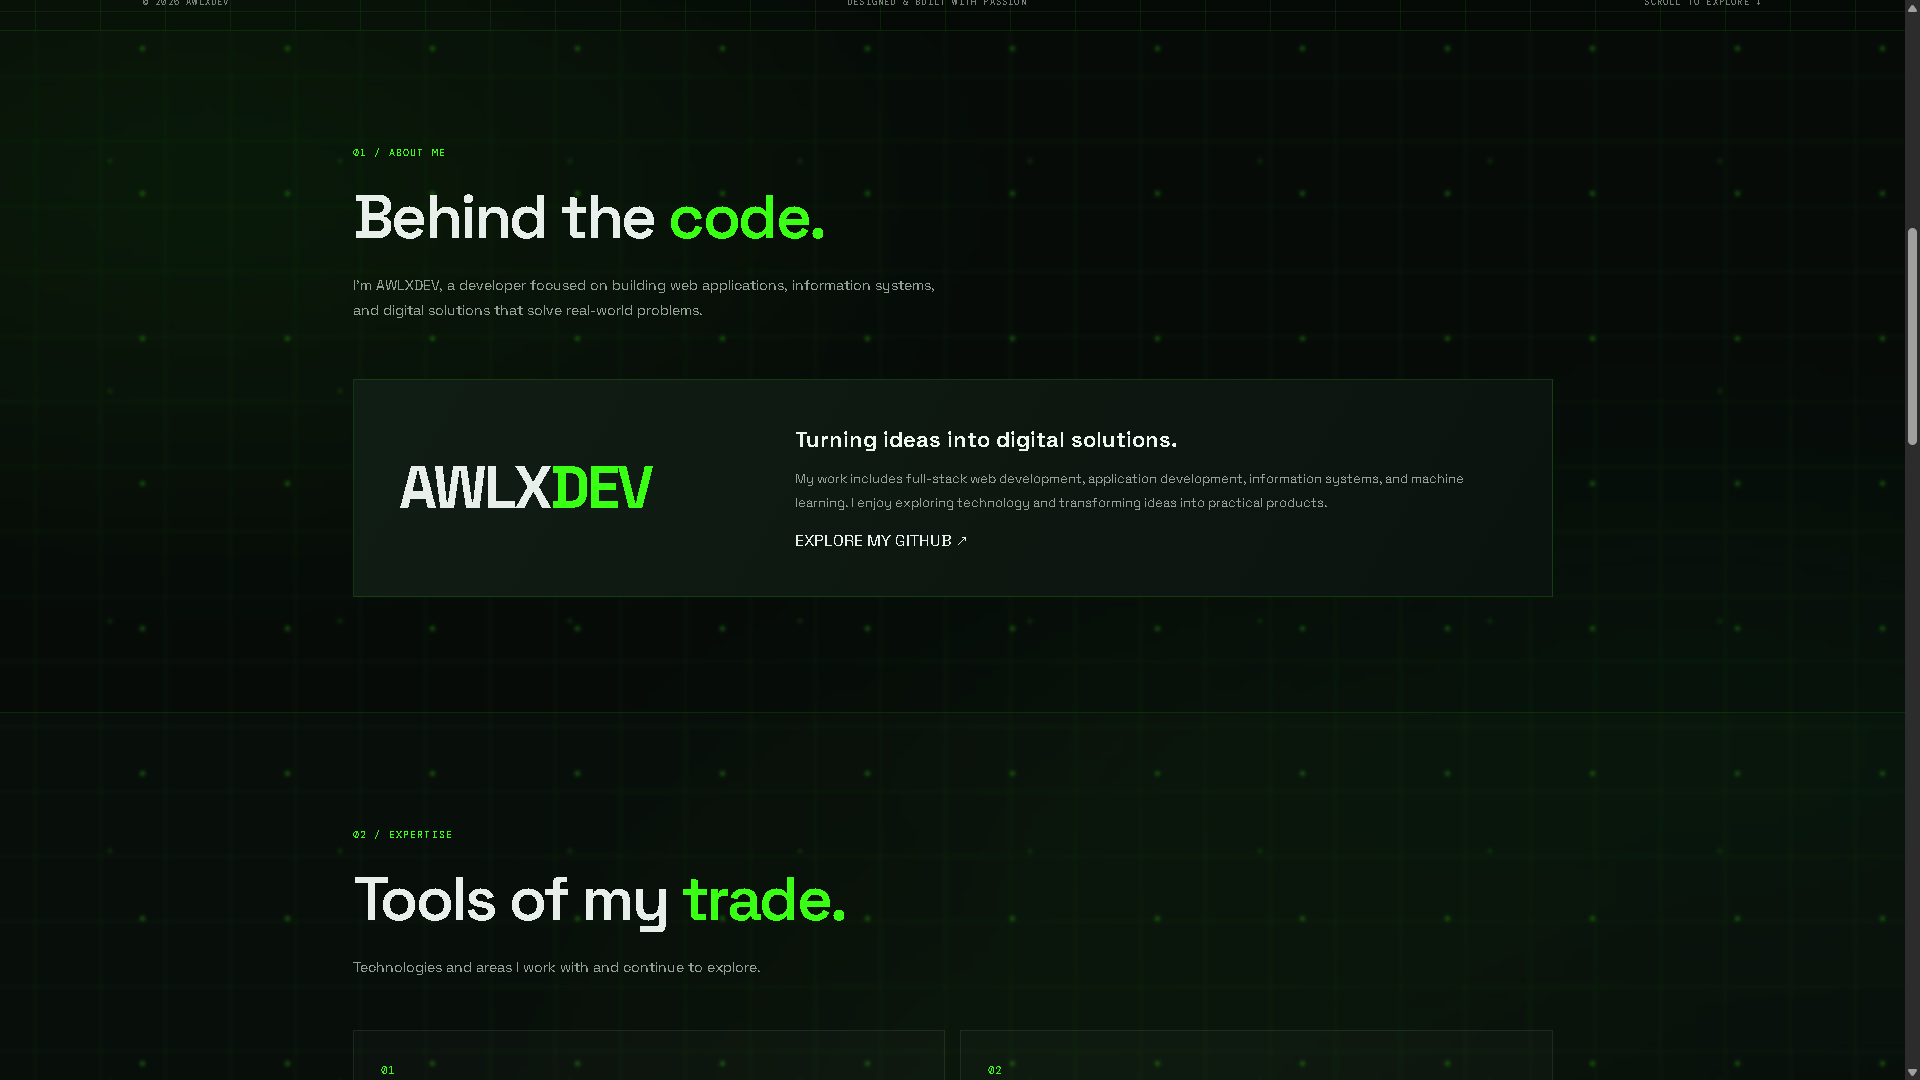 © 2026 AWLXDEV
DESIGNED & BUILT WITH PASSION
SCROLL TO EXPLORE ↓
01 / ABOUT ME
Behind the code.
I'm AWLXDEV, a developer focused on building web applications, information systems,
and digital solutions that solve real-world problems.
AWLXDEV
Turning ideas into digital solutions.
My work includes full-stack web development, application development, information systems, and machine
learning. I enjoy exploring technology and transforming ideas into practical products.
EXPLORE MY GITHUB ↗
02 / EXPERTISE
Tools of my trade.
Technologies and areas I work with and continue to explore.
01
02